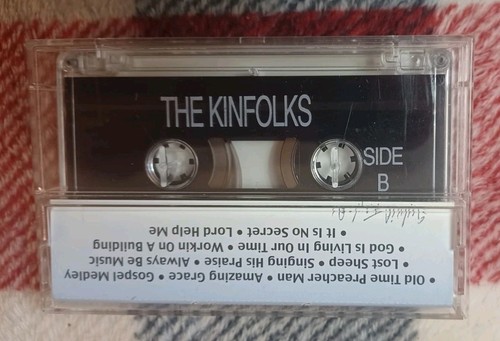 THE KINFOLKS
SIDE
B
• Old Time Preacher Man • Amazing Grace • Gospel Medley
• Lost Sheep • Singing His Praise • Always Be Music
• God Is Living In Our Time • Workin On A Building
• It Is No Secret • Lord Help Me